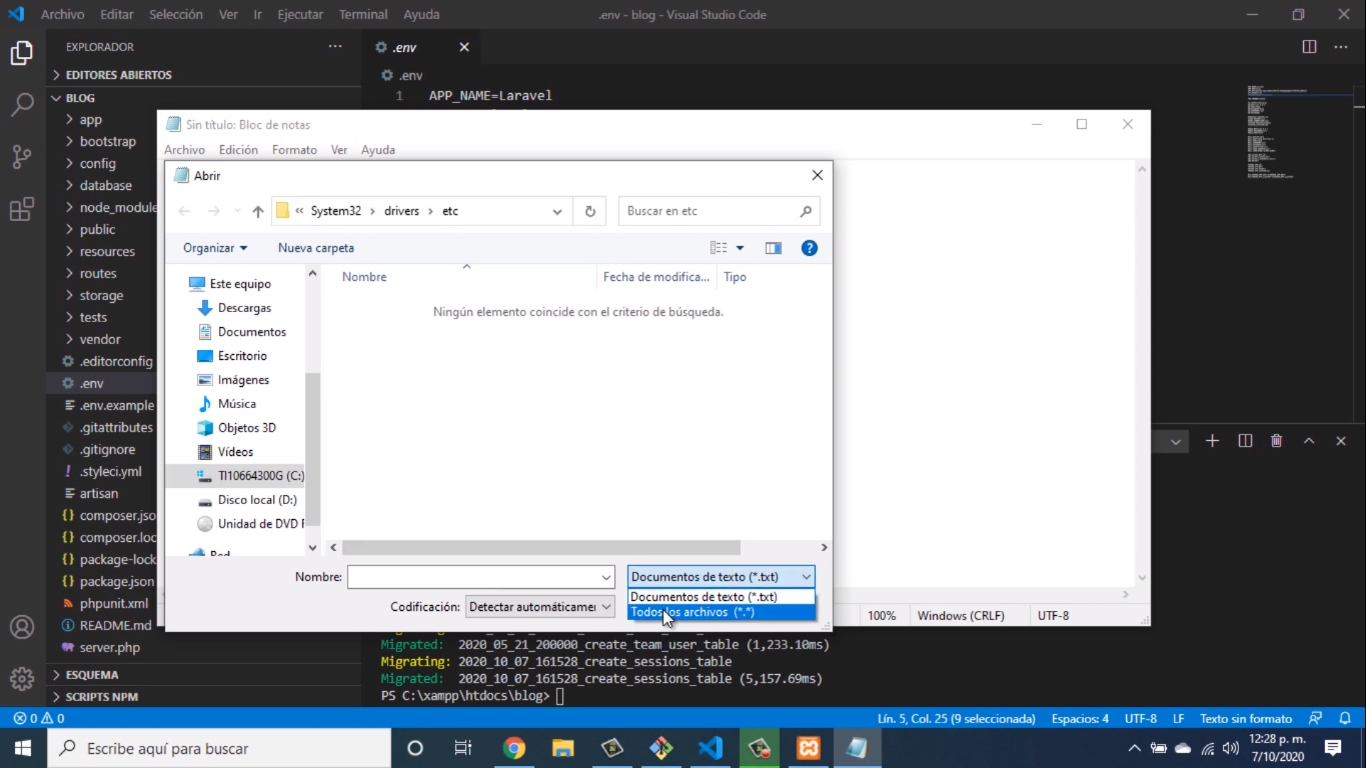 Archivo Editar Selección Ver Ir Ejecutar Terminal Ayuda
.env - blog - Visual Studio Code
EXPLORADOR
.env
EDITORES ABIERTOS
.env
BLOG
1 APP_NAME=Laravel
app
bootstrap
config
database
node_module
public
resources
routes
storage
tests
vendor
.editorconfig
.env
.env.example
.gitattributes
.gitignore
.styleci.yml
artisan
composer.jso
composer.loc
package-lock
package.json
phpunit.xml
README.md
server.php
ESQUEMA
SCRIPTS NPM
Sin título: Bloc de notas
Archivo Edición Formato Ver Ayuda
Abrir
« System32 › drivers › etc
Buscar en etc
Organizar
Nueva carpeta
Este equipo
Descargas
Documentos
Escritorio
Imágenes
Música
Objetos 3D
Vídeos
TI10664300G (C:)
Disco local (D:)
Unidad de DVD
Red
Nombre
Fecha de modifica...
Tipo
Ningún elemento coincide con el criterio de búsqueda.
Nombre:
Documentos de texto (*.txt)
Documentos de texto (*.txt)
Todos los archivos (*.*)
Codificación:
Detectar automáticamer
100%
Windows (CRLF)
UTF-8
Migrated: 2020_05_21_200000_create_team_user_table (1,233.10ms)
Migrating: 2020_10_07_161528_create_sessions_table
Migrated: 2020_10_07_161528_create_sessions_table (5,157.69ms)
PS C:\xampp\htdocs\blog>
0 0
Lín. 5, Col. 25 (9 seleccionada)
Espacios: 4
UTF-8
LF
Texto sin formato
Escribe aquí para buscar
12:28 p. m.
7/10/2020